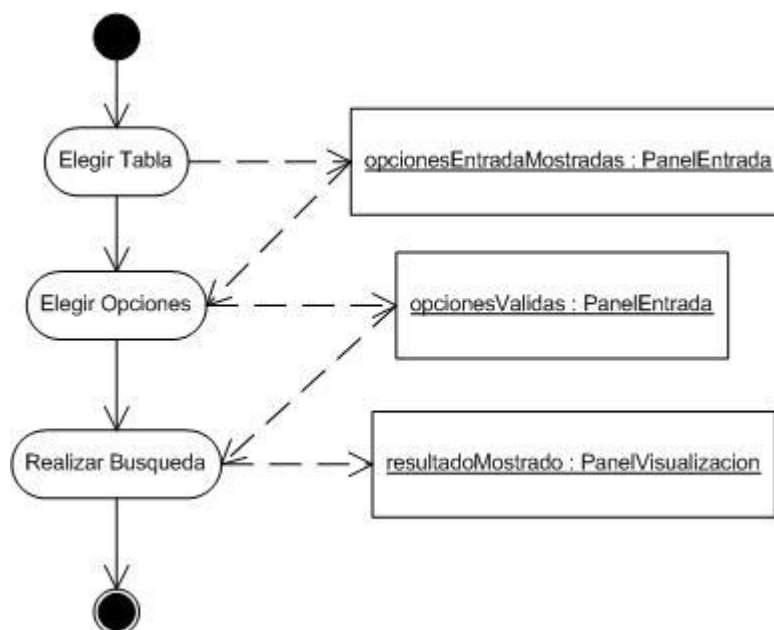 Elegir Tabla
opcionesEntradaMostradas : PanelEntrada
Elegir Opciones
opcionesValidas : PanelEntrada
Realizar Busqueda
resultadoMostrado : PanelVisualizacion